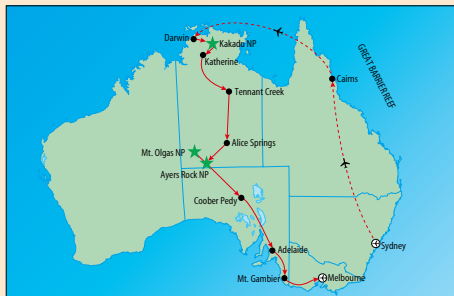 Darwin
Kakadu NP
Katherine
GREAT BARRIER REEF
Cairns
Tennant Creek
Mt. Olgas NP
Alice Springs
Ayers Rock NP
Coober Pedy
Sydney
Adelaide
Mt. Gambier
Melbourne